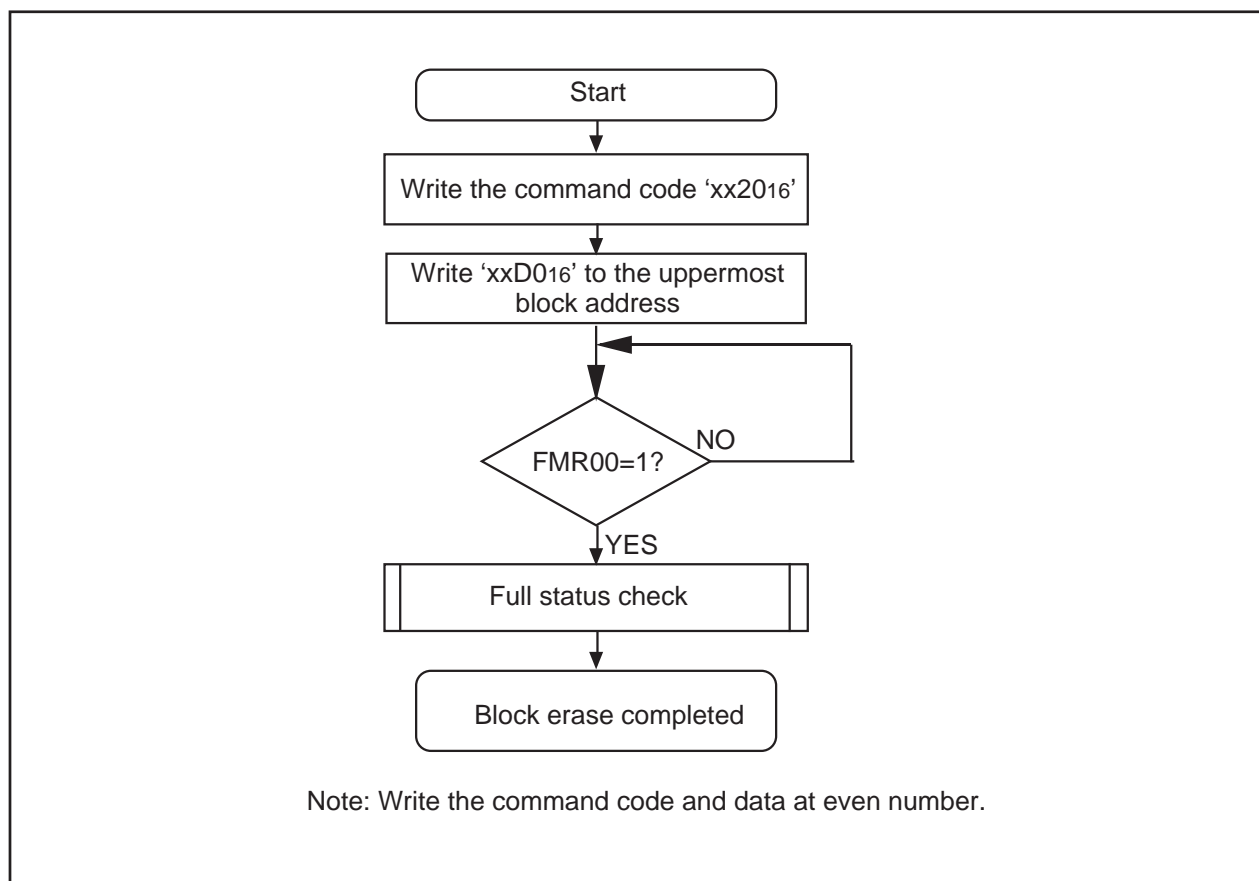 Start
Write the command code ‘xx2016’
Write ‘xxD016’ to the uppermost
block address
NO
FMR00=1?
YES
Full status check
Block erase completed
Note: Write the command code and data at even number.